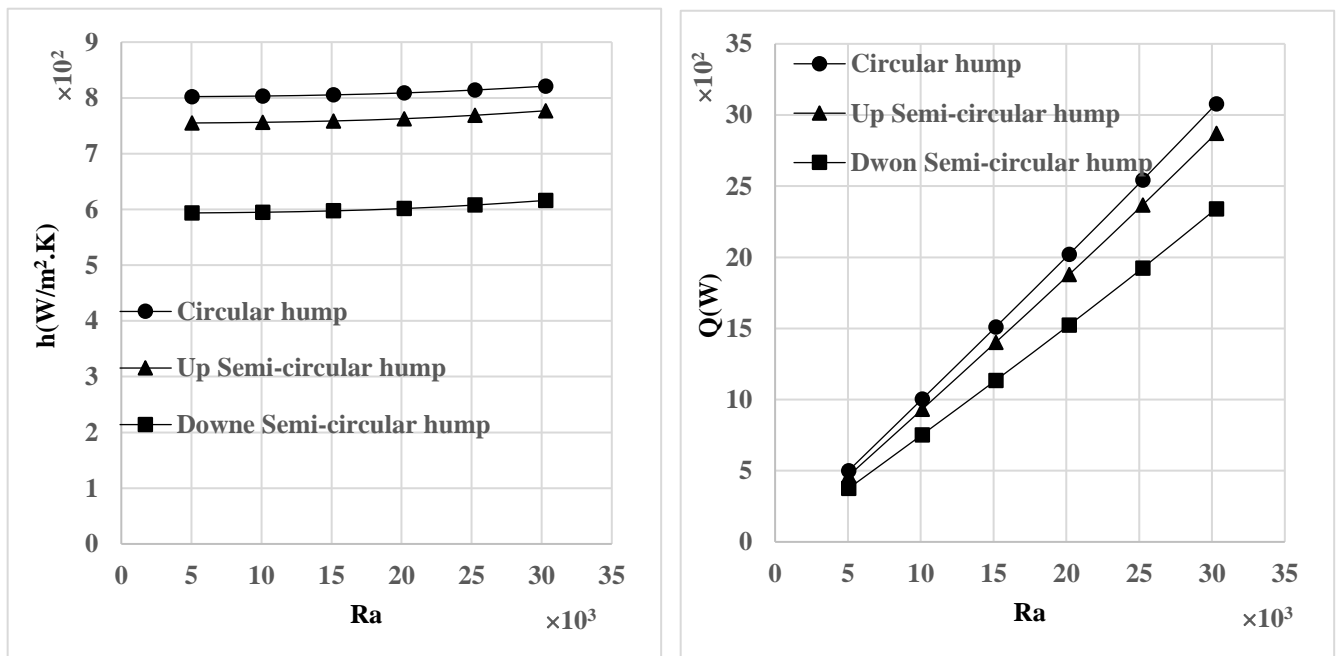 ×10²
9
8
7
6
5
4
3
2
1
0
h(W/m².K)
Circular hump
Up Semi-circular hump
Downe Semi-circular hump
0 5 10 15 20 25 30 35
Ra
×10³
×10²
35
30
25
20
15
10
5
0
Q(W)
Circular hump
Up Semi-circular hump
Dwon Semi-circular hump
0 5 10 15 20 25 30 35
Ra
×10³